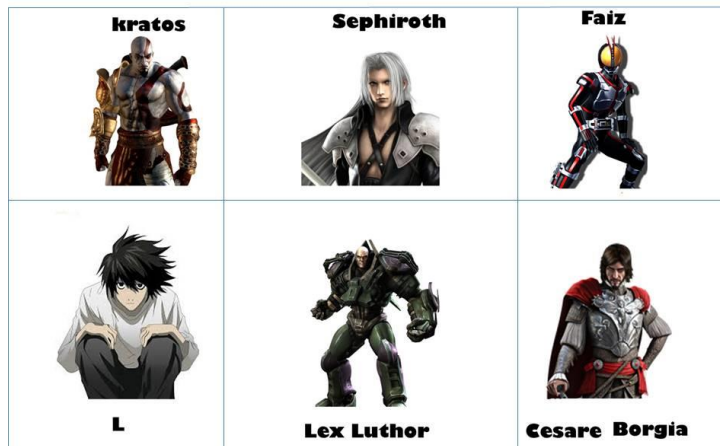 kratos
Sephiroth
Faiz
L
Lex Luthor
Cesare Borgia